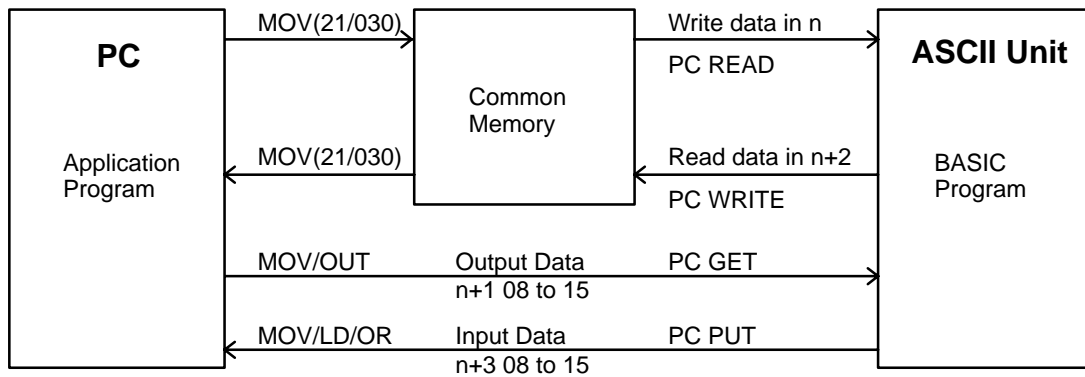 PC
Application
Program
MOV(21/030)
MOV(21/030)
Common
Memory
Write data in n
PC READ
Read data in n+2
PC WRITE
ASCII Unit
BASIC
Program
MOV/OUT
Output Data
n+1 08 to 15
PC GET
MOV/LD/OR
Input Data
n+3 08 to 15
PC PUT